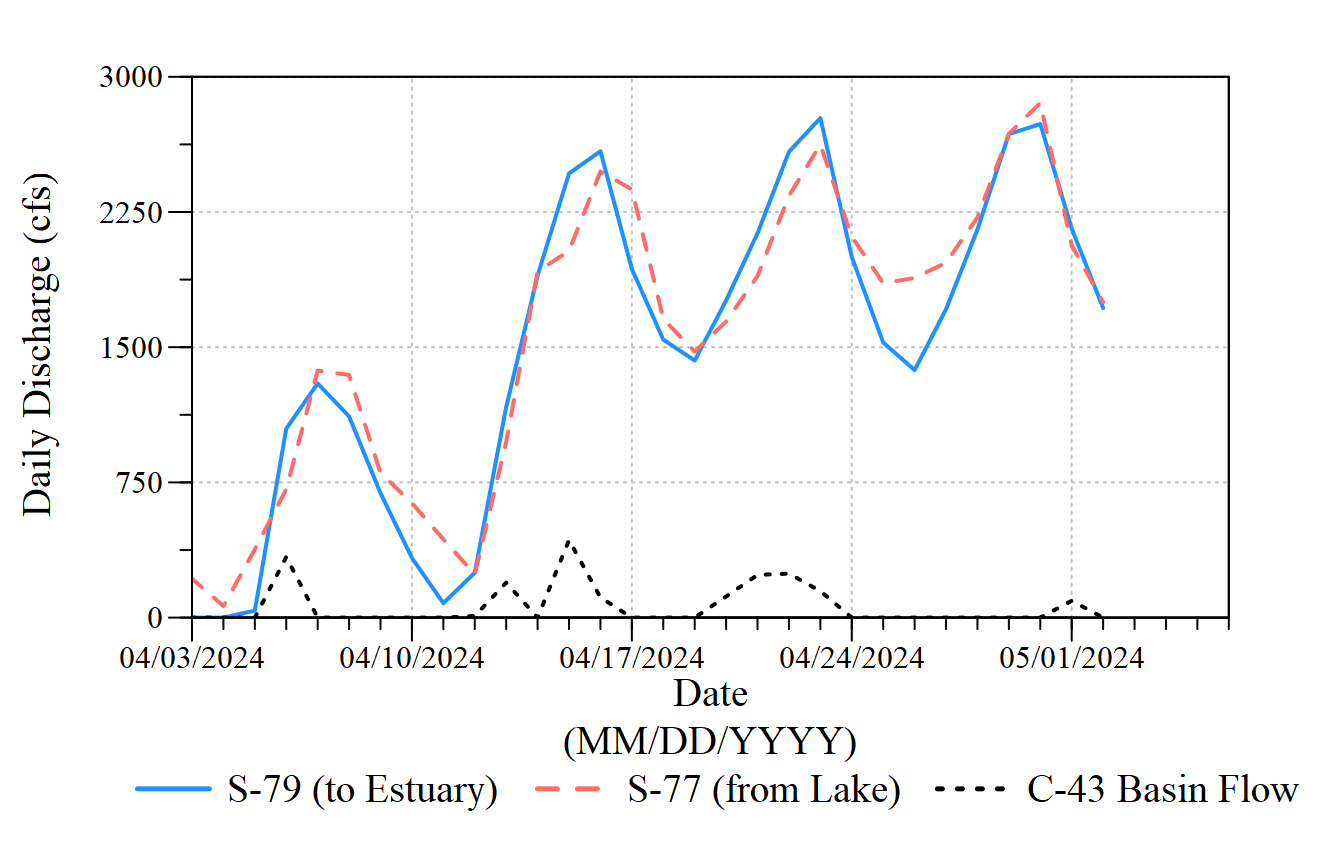 3000
2250
1500
750
0
Daily Discharge (cfs)
04/03/2024 04/10/2024 04/17/2024 04/24/2024 05/01/2024
Date
(MM/DD/YYYY)
S-79 (to Estuary) S-77 (from Lake) C-43 Basin Flow